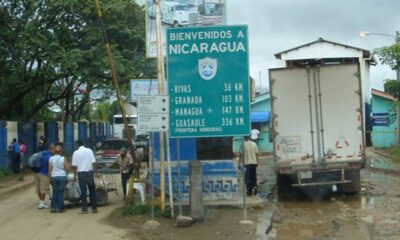 BIENVENIDOS A
NICARAGUA
-RIVAS 36 KM.
-GRANADA 103 KM.
-MANAGUA + 147 KM.
-GUASAULE 336 KM.
(FRONTERA HONDURAS)